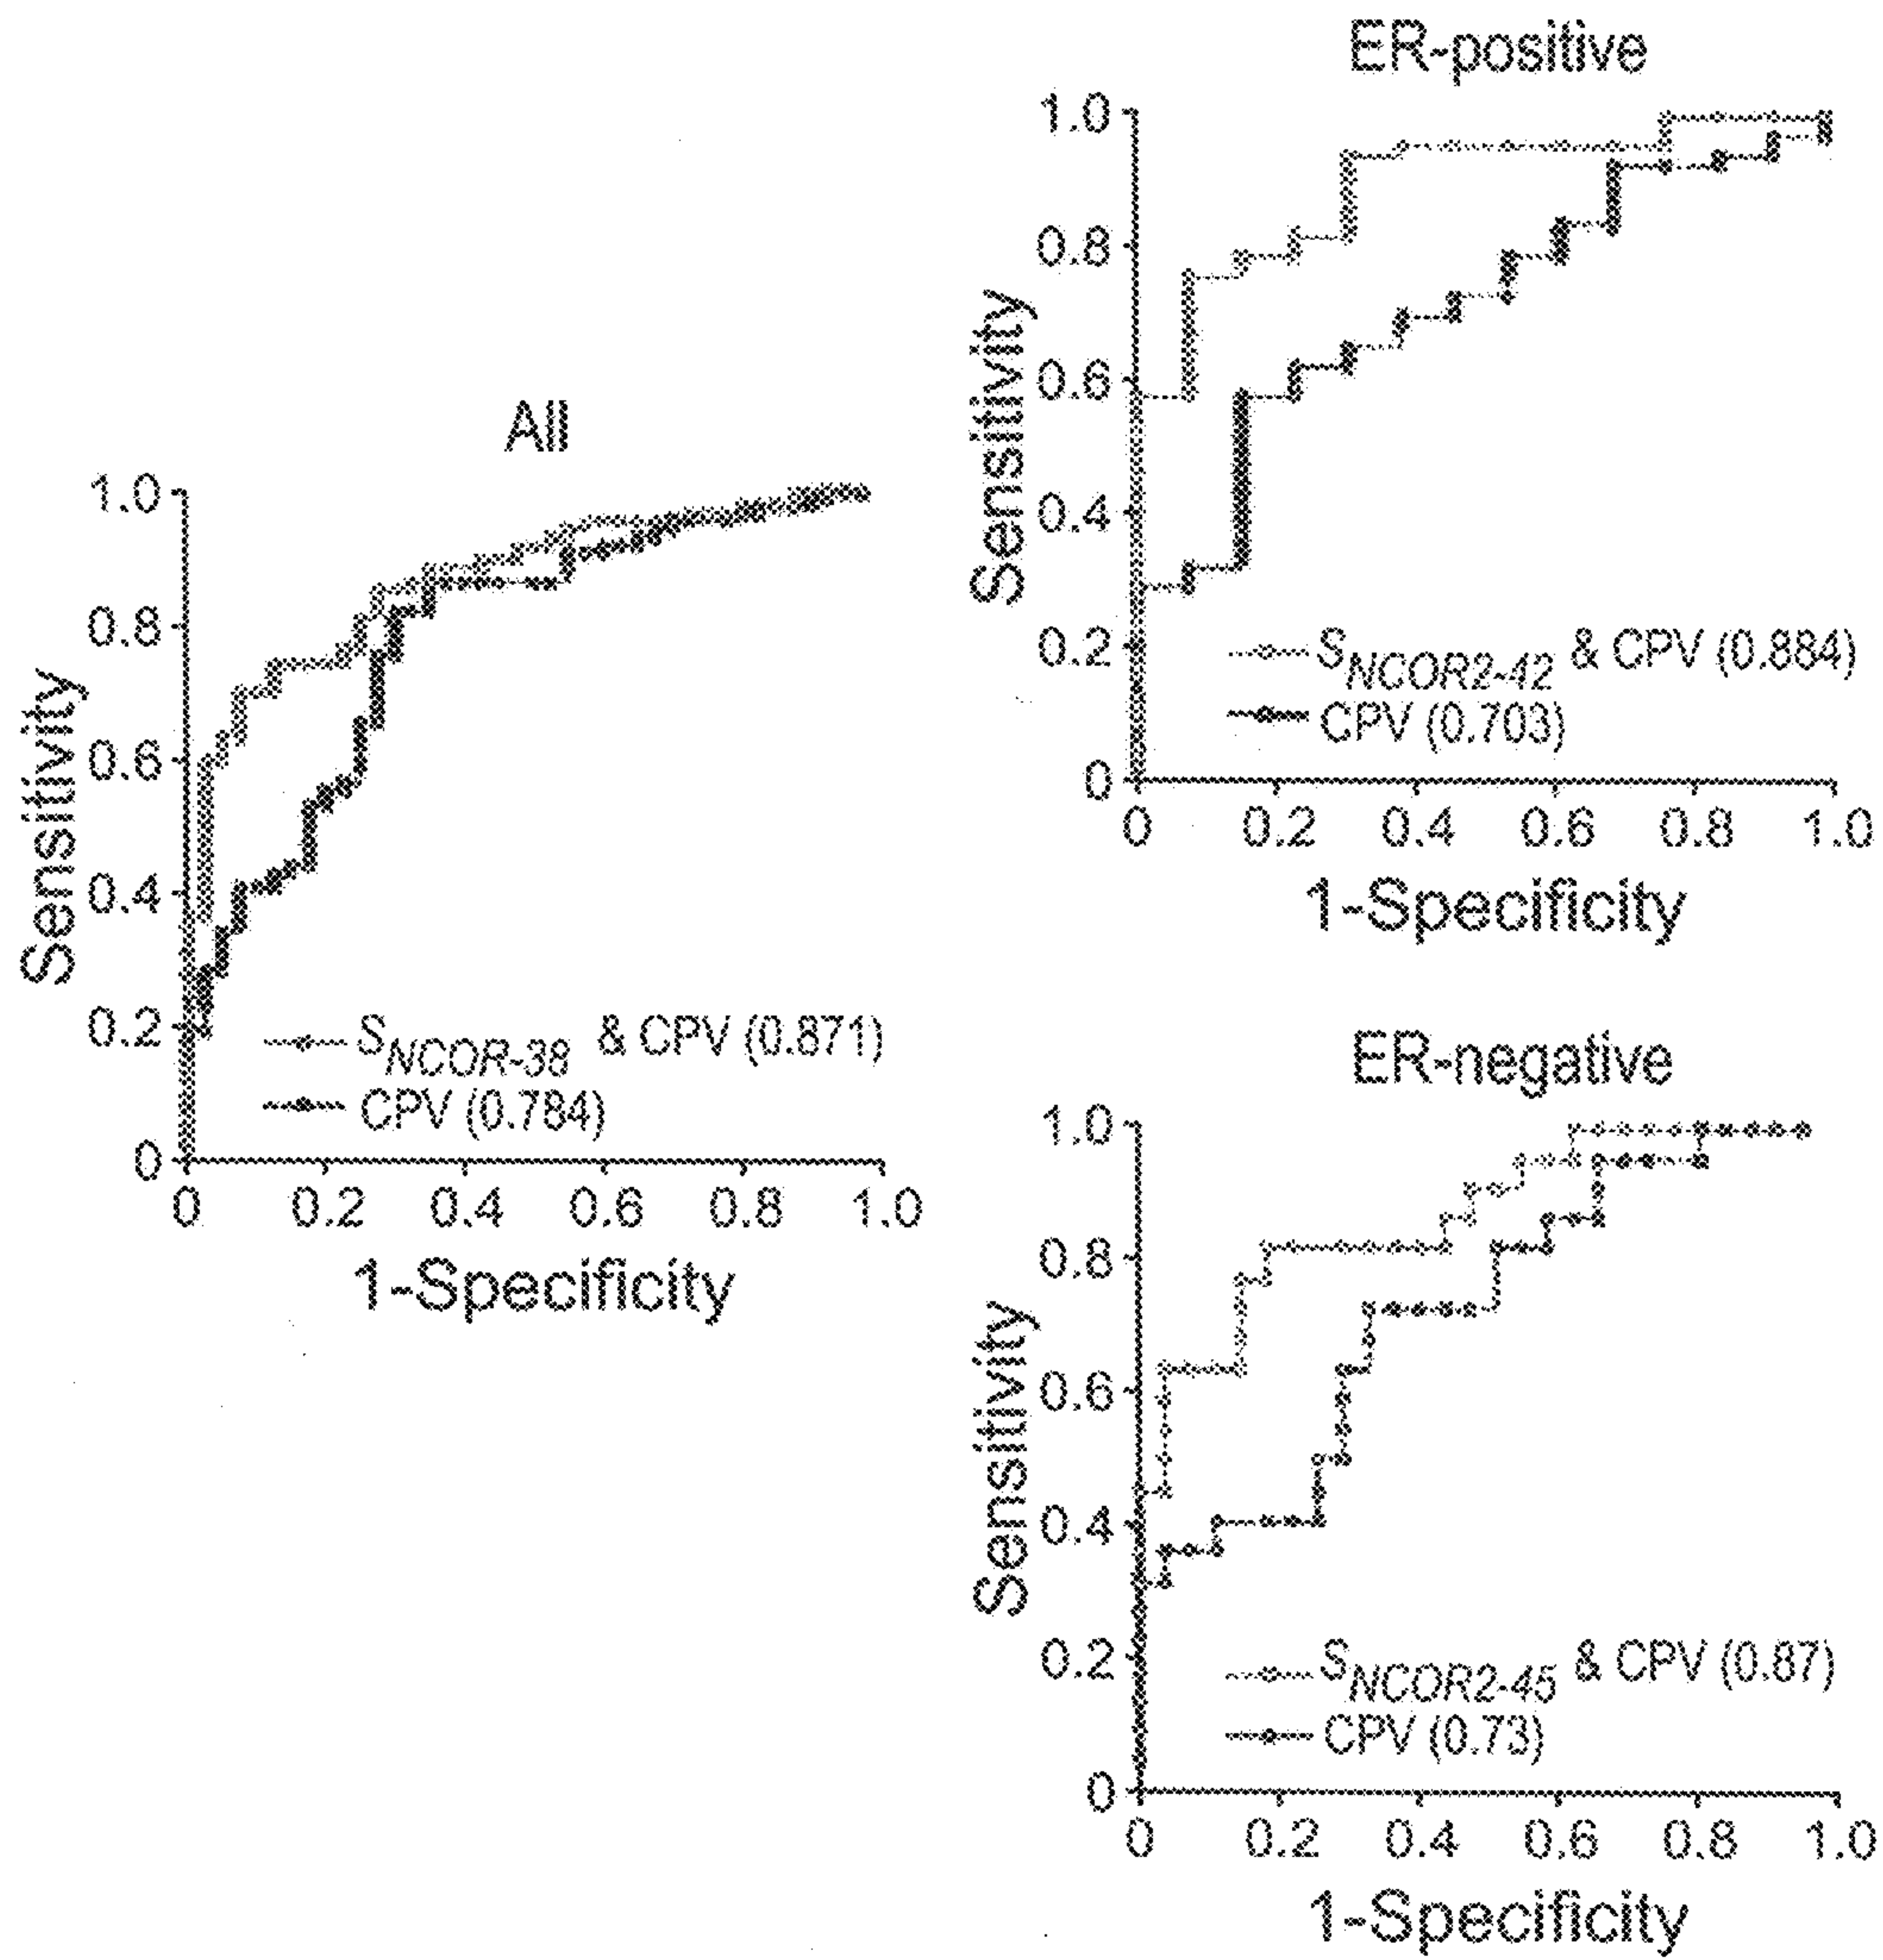 All
Sensitivity
1.0
0.8
0.6
0.4
0.2
0
S NCOR-38 & CPV (0.871)
CPV (0.784)
0 0.2 0.4 0.6 0.8 1.0
1-Specificity
ER-positive
Sensitivity
1.0
0.8
0.6
0.4
0.2
0
S NCOR2-42 & CPV (0.884)
CPV (0.703)
0 0.2 0.4 0.6 0.8 1.0
1-Specificity
ER-negative
Sensitivity
1.0
0.8
0.6
0.4
0.2
0
S NCOR2-45 & CPV (0.87)
CPV (0.73)
0 0.2 0.4 0.6 0.8 1.0
1-Specificity